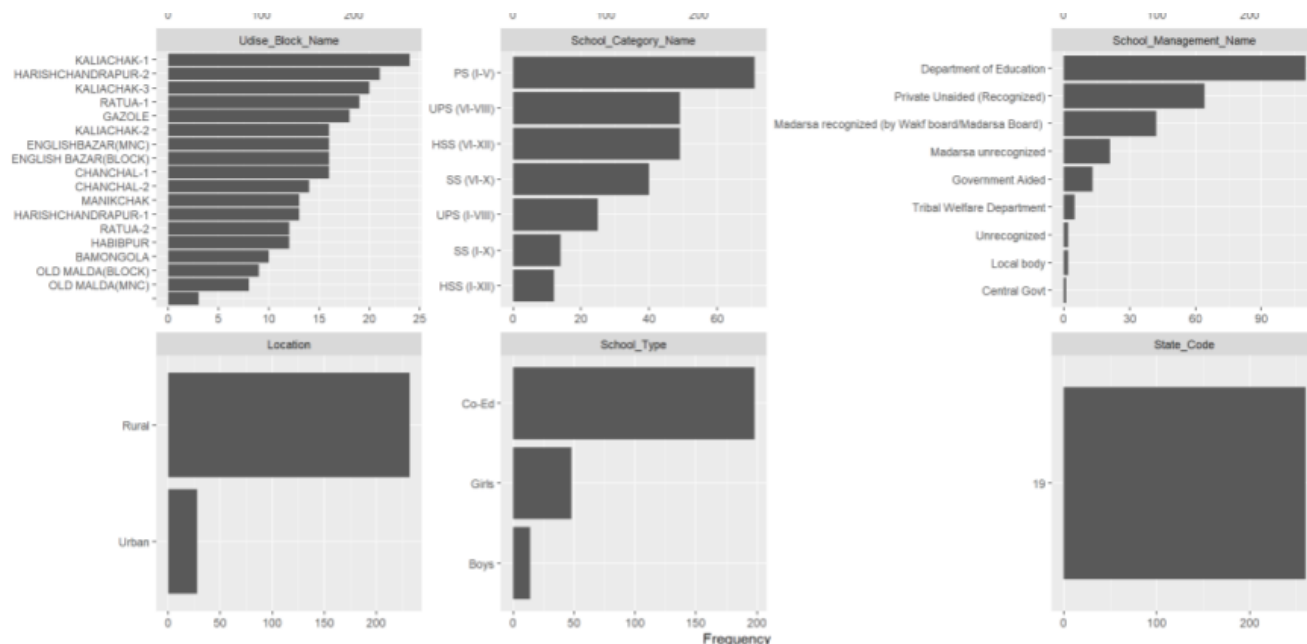 0 100 200
0 100 200
0 100 200
Udise_Block_Name
KALIACHAK-1
HARISHCHANDRAPUR-2
KALIACHAK-3
RATUA-1
GAZOLE
KALIACHAK-2
ENGLISHBAZAR(MNC)
ENGLISH BAZAR(BLOCK)
CHANCHAL-1
CHANCHAL-2
MANIKCHAK
HARISHCHANDRAPUR-1
RATUA-2
HABIBPUR
BAMONGOLA
OLD MALDA(BLOCK)
OLD MALDA(MNC)
0 5 10 15 20 25
School_Category_Name
PS (I-V)
UPS (VI-VIII)
HSS (VI-XII)
SS (VI-X)
UPS (I-VIII)
SS (I-X)
HSS (I-XII)
0 20 40 60
School_Management_Name
Department of Education
Private Unaided (Recognized)
Madarsa recognized (by Wakf board/Madarsa Board)
Madarsa unrecognized
Government Aided
Tribal Welfare Department
Unrecognized
Local body
Central Govt
0 30 60 90
Location
Rural
Urban
0 50 100 150 200
School_Type
Co-Ed
Girls
Boys
0 50 100 150 200
State_Code
19
0 100 200
Frequency